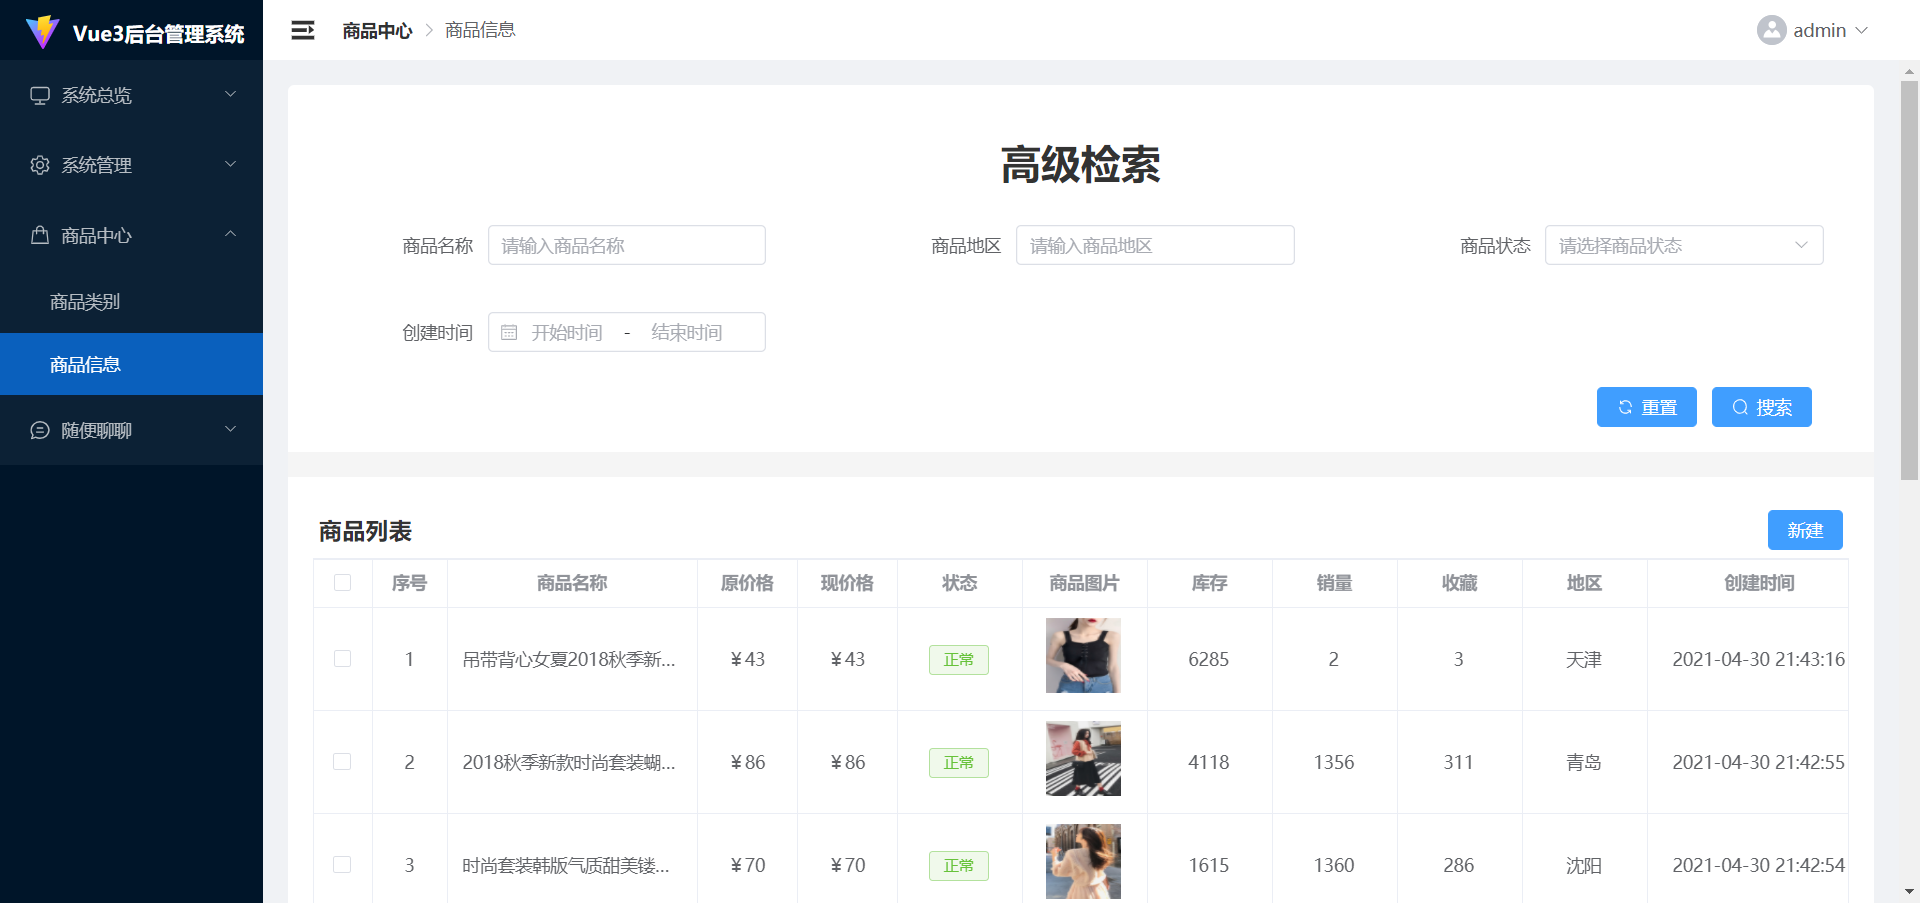 Vue3后台管理系统
商品中心 商品信息
admin
系统总览
系统管理
商品中心
商品类别
商品信息
随便聊聊
高级检索
商品名称 请输入商品名称 商品地区 请输入商品地区 商品状态 请选择商品状态
创建时间 开始时间 - 结束时间
重置 搜索
商品列表 新建
序号 商品名称 原价格 现价格 状态 商品图片 库存 销量 收藏 地区 创建时间
1 吊带背心女夏2018秋季新... ¥43 ¥43 正常 6285 2 3 天津 2021-04-30 21:43:16
2 2018秋季新款时尚套装蝴... ¥86 ¥86 正常 4118 1356 311 青岛 2021-04-30 21:42:55
3 时尚套装韩版气质甜美镂... ¥70 ¥70 正常 1615 1360 286 沈阳 2021-04-30 21:42:54